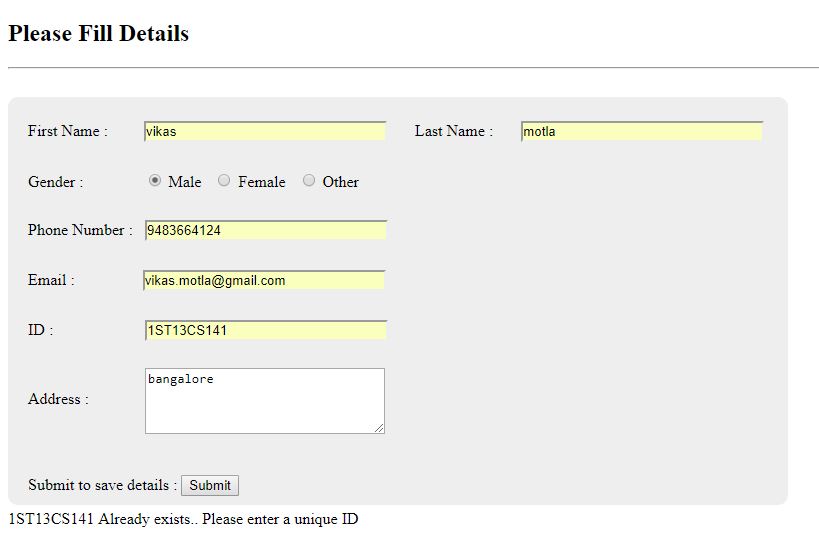 Please Fill Details
First Name : vikas Last Name : motla
Gender : Male Female Other
Phone Number : 9483664124
Email : vikas.motla@gmail.com
ID : 1ST13CS141
Address : bangalore
Submit to save details : Submit
1ST13CS141 Already exists.. Please enter a unique ID